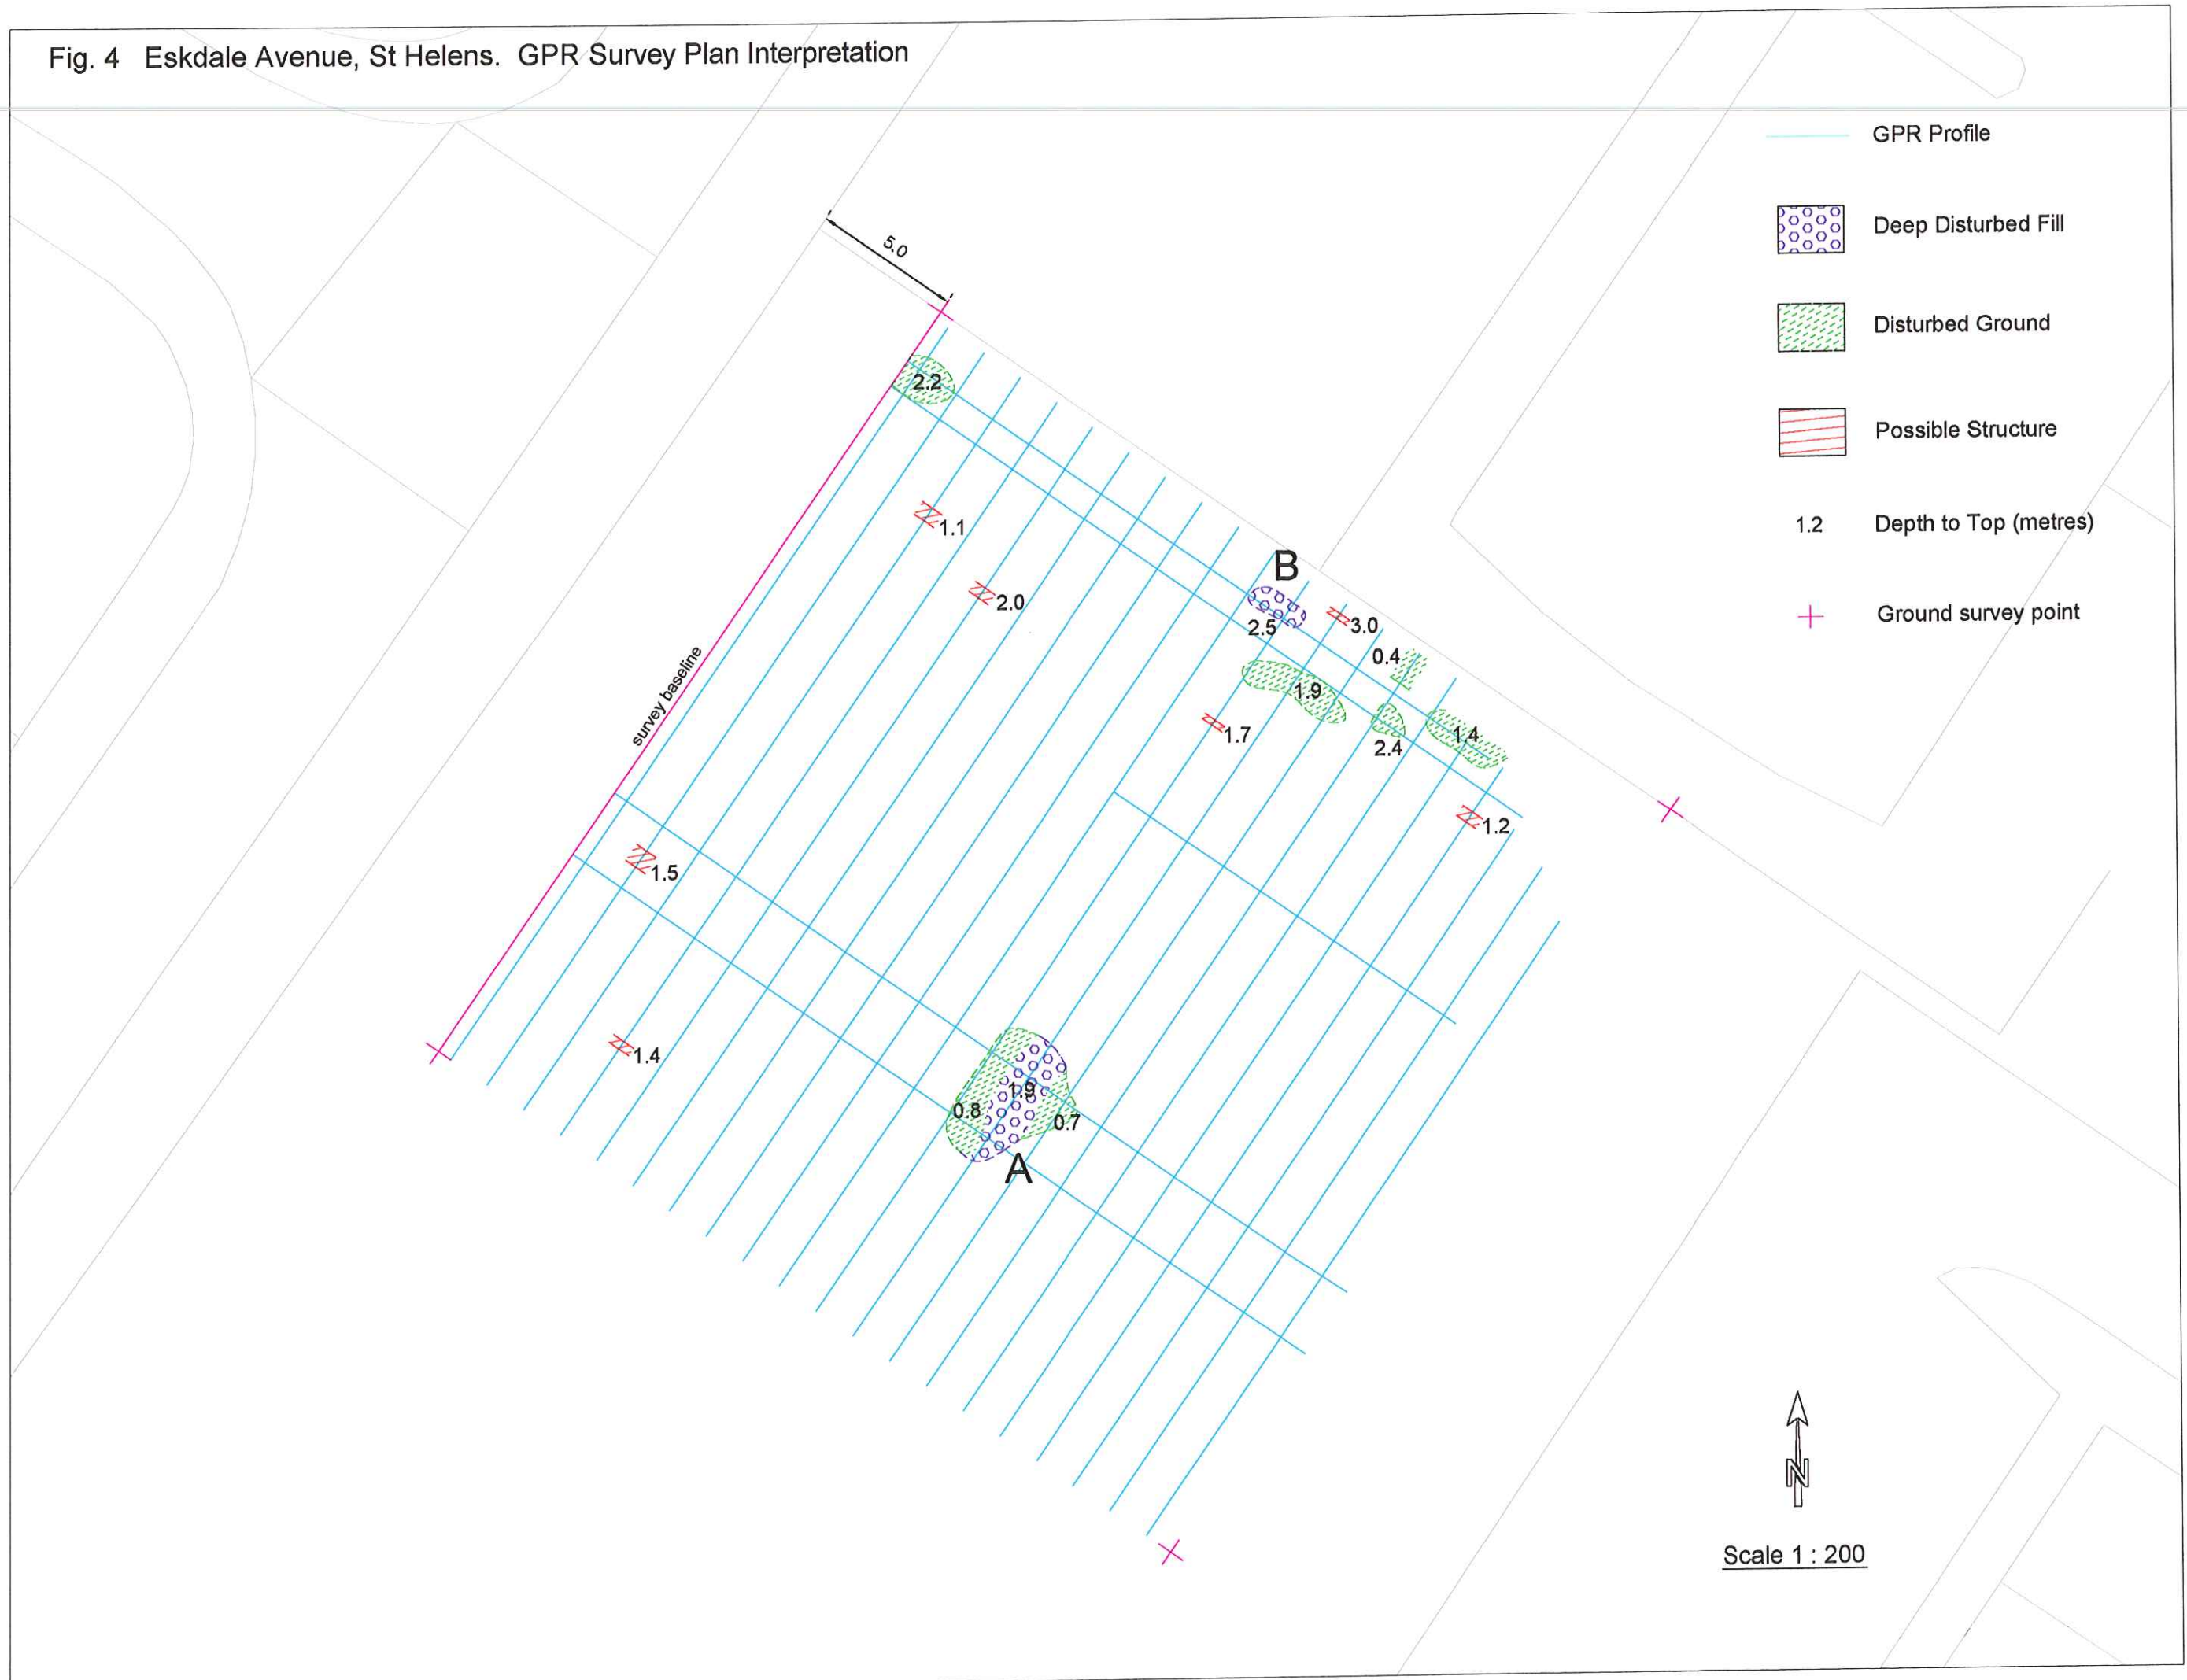 Fig. 4   Eskdale Avenue, St Helens.  GPR Survey Plan Interpretation
GPR Profile
Deep Disturbed Fill
Disturbed Ground
Possible Structure
1.2 Depth to Top (metres)
Ground survey point
5.0
2.2
1.1
2.0
B
2.5
3.0
0.4
1.9
1.7
2.4
1.4
1.2
survey baseline
1.5
1.4
1.9
0.8
0.7
A
N
Scale 1 : 200